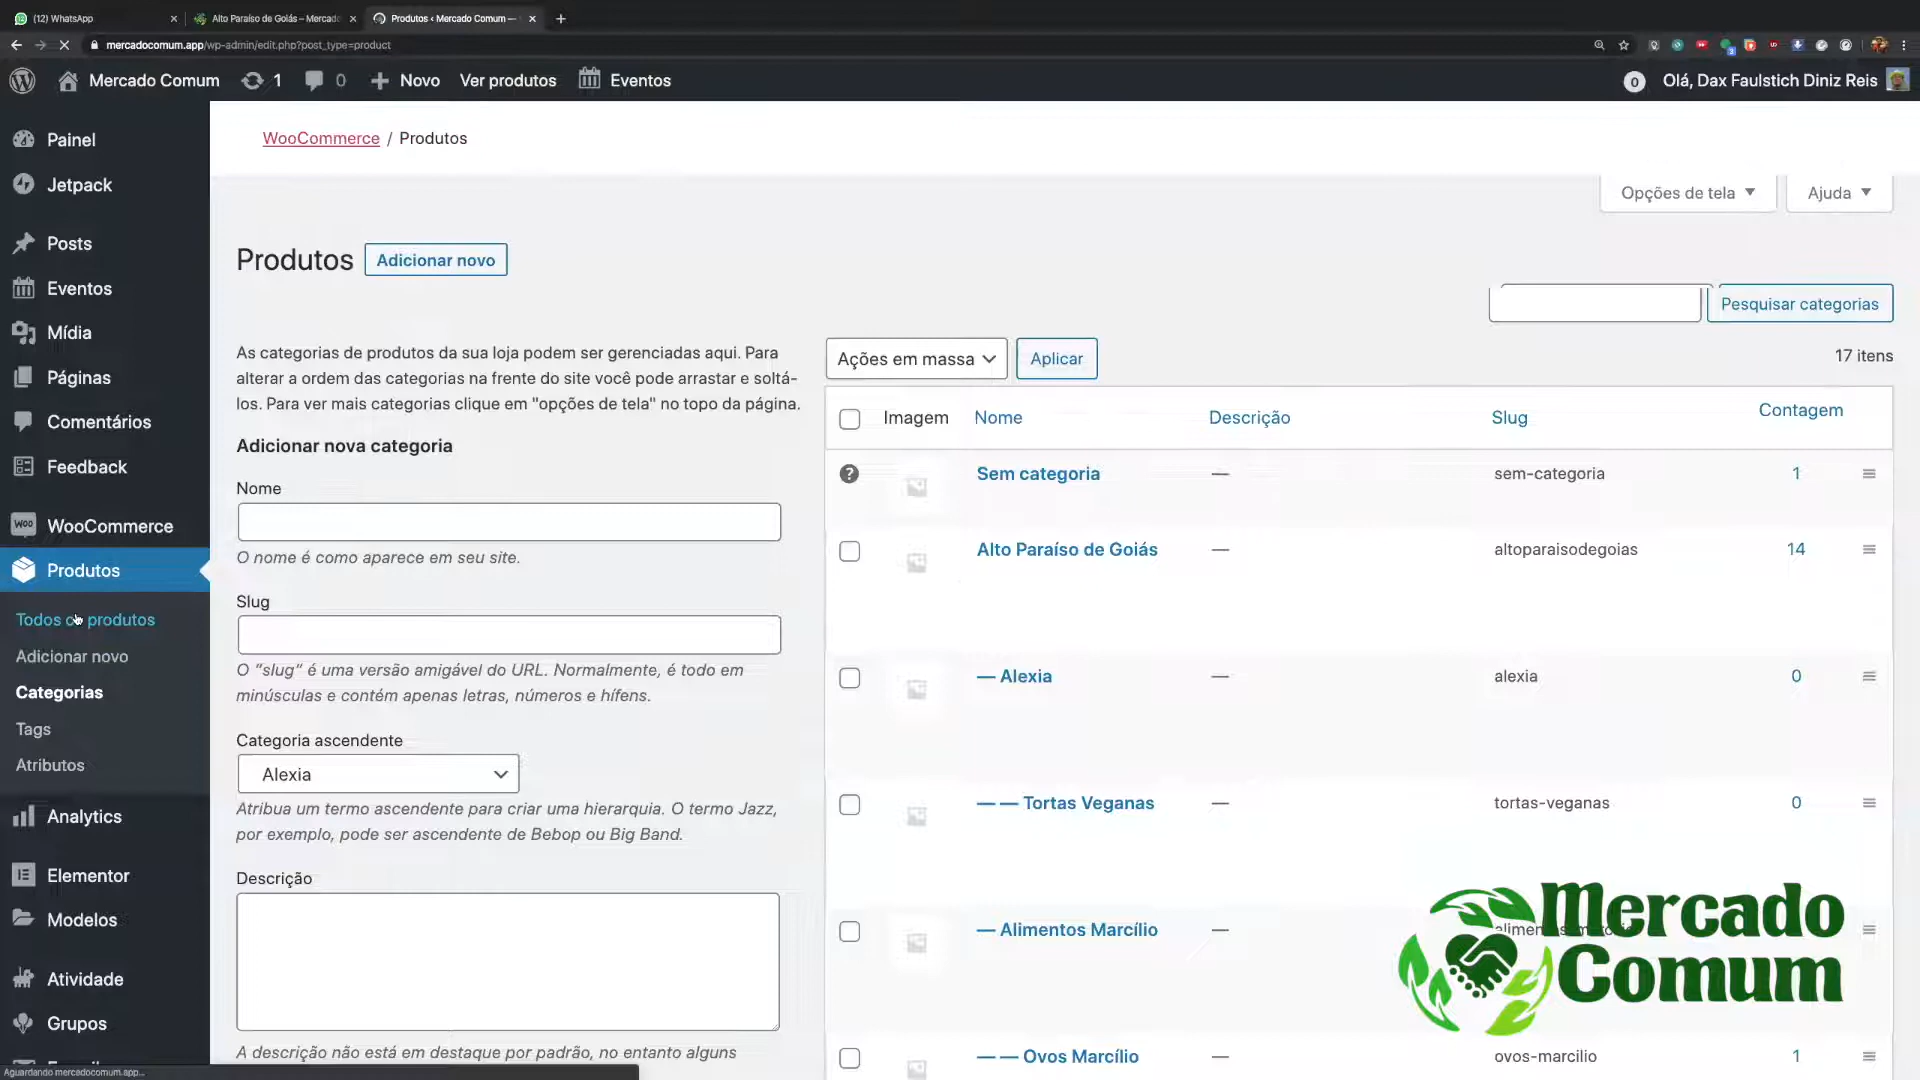 (12) WhatsApp
Alto Paraíso de Goiás – Mercad
Produtos ‹ Mercado Comum —
mercadocomum.app/wp-admin/edit.php?post_type=product
Mercado Comum
1
0
Novo
Ver produtos
Eventos
0
Olá, Dax Faulstich Diniz Reis
Painel
Jetpack
Posts
Eventos
Mídia
Páginas
Comentários
Feedback
WooCommerce
Produtos
Todos os produtos
Adicionar novo
Categorias
Tags
Atributos
Analytics
Elementor
Modelos
Atividade
Grupos
Aguardando mercadocomum.app...
WooCommerce / Produtos
Opções de tela
Ajuda
Produtos
Adicionar novo
Pesquisar categorias
As categorias de produtos da sua loja podem ser gerenciadas aqui. Para
alterar a ordem das categorias na frente do site você pode arrastar e soltá-
los. Para ver mais categorias clique em "opções de tela" no topo da página.
Adicionar nova categoria
Nome
O nome é como aparece em seu site.
Slug
O “slug” é uma versão amigável do URL. Normalmente, é todo em
minúsculas e contém apenas letras, números e hífens.
Categoria ascendente
Alexia
Atribua um termo ascendente para criar uma hierarquia. O termo Jazz,
por exemplo, pode ser ascendente de Bebop ou Big Band.
Descrição
A descrição não está em destaque por padrão, no entanto alguns
Ações em massa
Aplicar
17 itens
Imagem Nome Descrição Slug Contagem
Sem categoria — sem-categoria 1
Alto Paraíso de Goiás — altoparaisodegoias 14
— Alexia — alexia 0
— — Tortas Veganas — tortas-veganas 0
— Alimentos Marcílio —
— — Ovos Marcílio — ovos-marcilio 1
Mercado
Comum